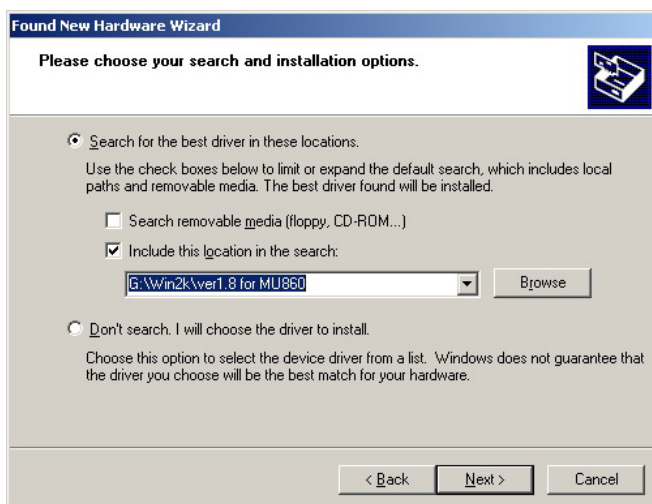 Found New Hardware Wizard
Please choose your search and installation options.
Search for the best driver in these locations.
Use the check boxes below to limit or expand the default search, which includes local
paths and removable media. The best driver found will be installed.
Search removable media (floppy, CD-ROM...)
Include this location in the search:
G:\Win2k\ver1.8 for MU860
Browse
Don't search. I will choose the driver to install.
Choose this option to select the device driver from a list. Windows does not guarantee that
the driver you choose will be the best match for your hardware.
< Back Next > Cancel